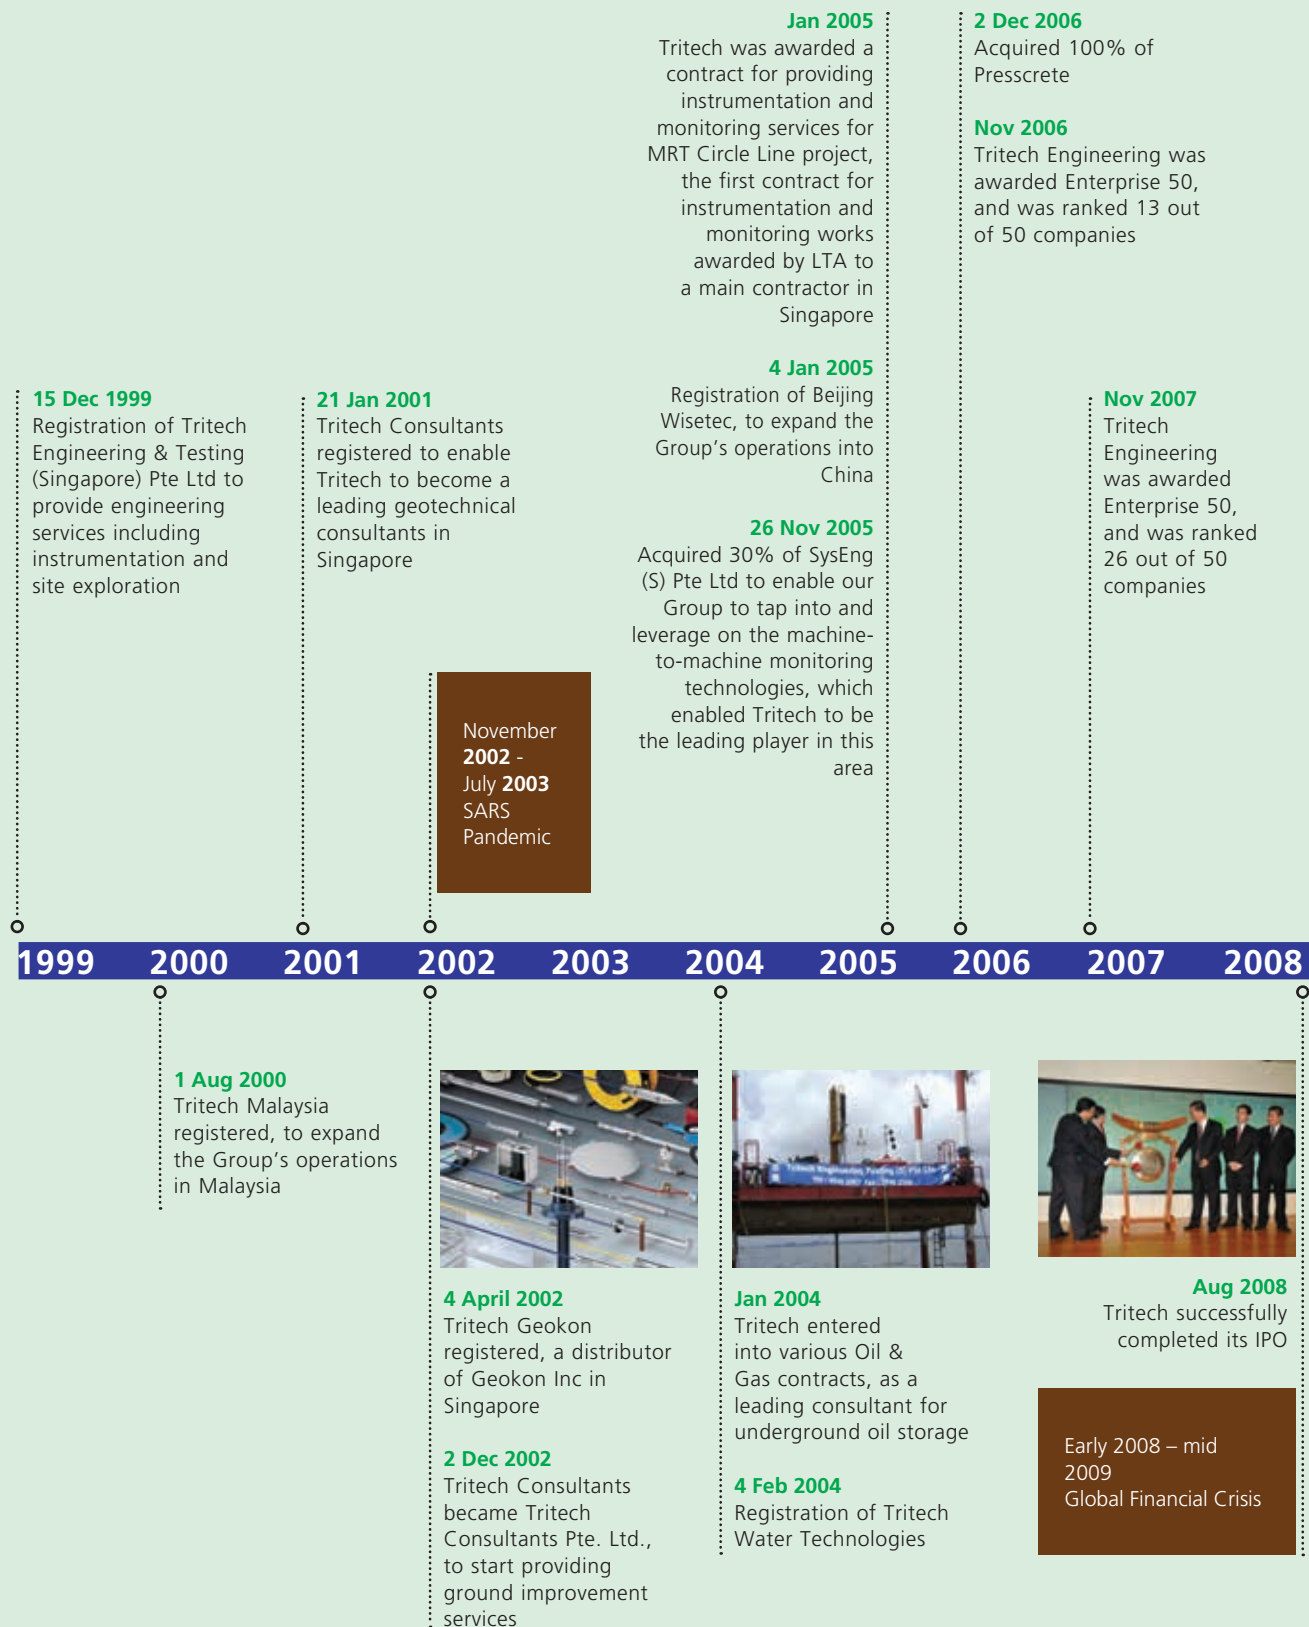 Jan 2005
Tritech was awarded a
contract for providing
instrumentation and
monitoring services for
MRT Circle Line project,
the first contract for
instrumentation and
monitoring works
awarded by LTA to
a main contractor in
Singapore
4 Jan 2005
Registration of Beijing
Wisetec, to expand the
Group's operations into
China
26 Nov 2005
Acquired 30% of SysEng
(S) Pte Ltd to enable our
Group to tap into and
leverage on the machine-
to-machine monitoring
technologies, which
enabled Tritech to be
the leading player in this
area
2 Dec 2006
Acquired 100% of
Presscrete
Nov 2006
Tritech Engineering was
awarded Enterprise 50,
and was ranked 13 out
of 50 companies
15 Dec 1999
Registration of Tritech
Engineering & Testing
(Singapore) Pte Ltd to
provide engineering
services including
instrumentation and
site exploration
21 Jan 2001
Tritech Consultants
registered to enable
Tritech to become a
leading geotechnical
consultants in
Singapore
Nov 2007
Tritech
Engineering
was awarded
Enterprise 50,
and was ranked
26 out of 50
companies
November
2002 -
July 2003
SARS
Pandemic
1999 2000 2001 2002 2003 2004 2005 2006 2007 2008
1 Aug 2000
Tritech Malaysia
registered, to expand
the Group's operations
in Malaysia
4 April 2002
Tritech Geokon
registered, a distributor
of Geokon Inc in
Singapore
2 Dec 2002
Tritech Consultants
became Tritech
Consultants Pte. Ltd.,
to start providing
ground improvement
services
Tritech Engineering Testing (S) Pte Ltd
Jan 2004
Tritech entered
into various Oil &
Gas contracts, as a
leading consultant for
underground oil storage
4 Feb 2004
Registration of Tritech
Water Technologies
Aug 2008
Tritech successfully
completed its IPO
Early 2008 – mid
2009
Global Financial Crisis